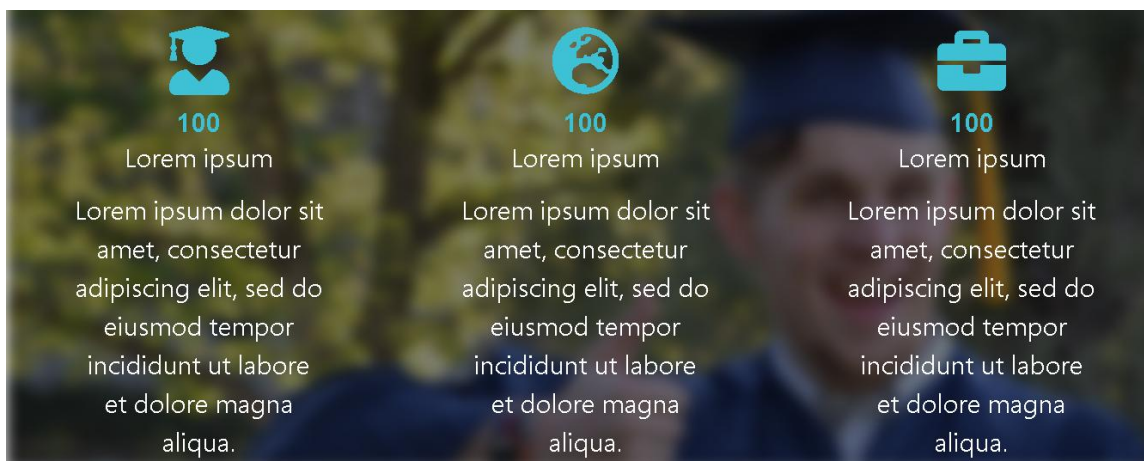 100
Lorem ipsum
Lorem ipsum dolor sit
amet, consectetur
adipiscing elit, sed do
eiusmod tempor
incididunt ut labore
et dolore magna
aliqua.
100
Lorem ipsum
Lorem ipsum dolor sit
amet, consectetur
adipiscing elit, sed do
eiusmod tempor
incididunt ut labore
et dolore magna
aliqua.
100
Lorem ipsum
Lorem ipsum dolor sit
amet, consectetur
adipiscing elit, sed do
eiusmod tempor
incididunt ut labore
et dolore magna
aliqua.